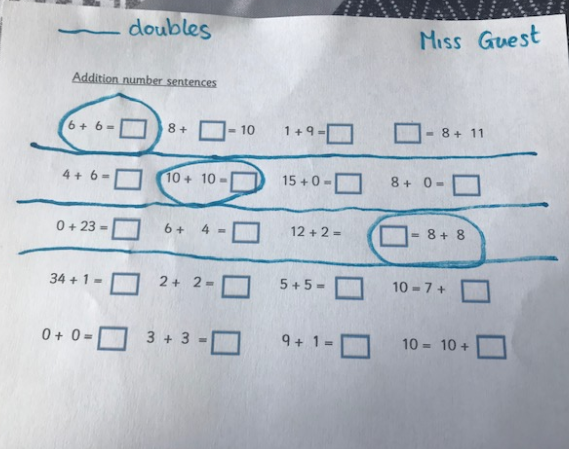 doubles Miss Guest
Addition number sentences
6 + 6 = 8 + = 10 1 + 9 = = 8 + 11
4 + 6 = 10 + 10 = 15 + 0 = 8 + 0 =
0 + 23 = 6 + 4 = 12 + 2 = = 8 + 8
34 + 1 = 2 + 2 = 5 + 5 = 10 = 7 +
0 + 0 = 3 + 3 = 9 + 1 = 10 = 10 +